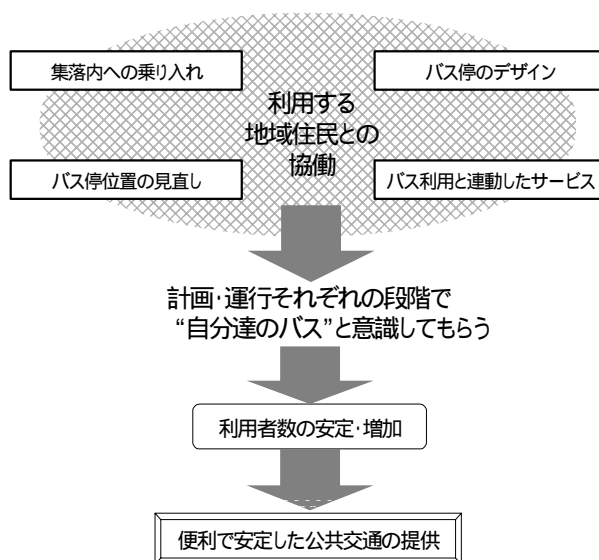 集落内への乗り入れ
バス停のデザイン
利用する
地域住民との
協働
バス停位置の見直し
バス利用と連動したサービス
計画・運行それぞれの段階で
“自分達のバス”と意識してもらう
利用者数の安定・増加
便利で安定した公共交通の提供